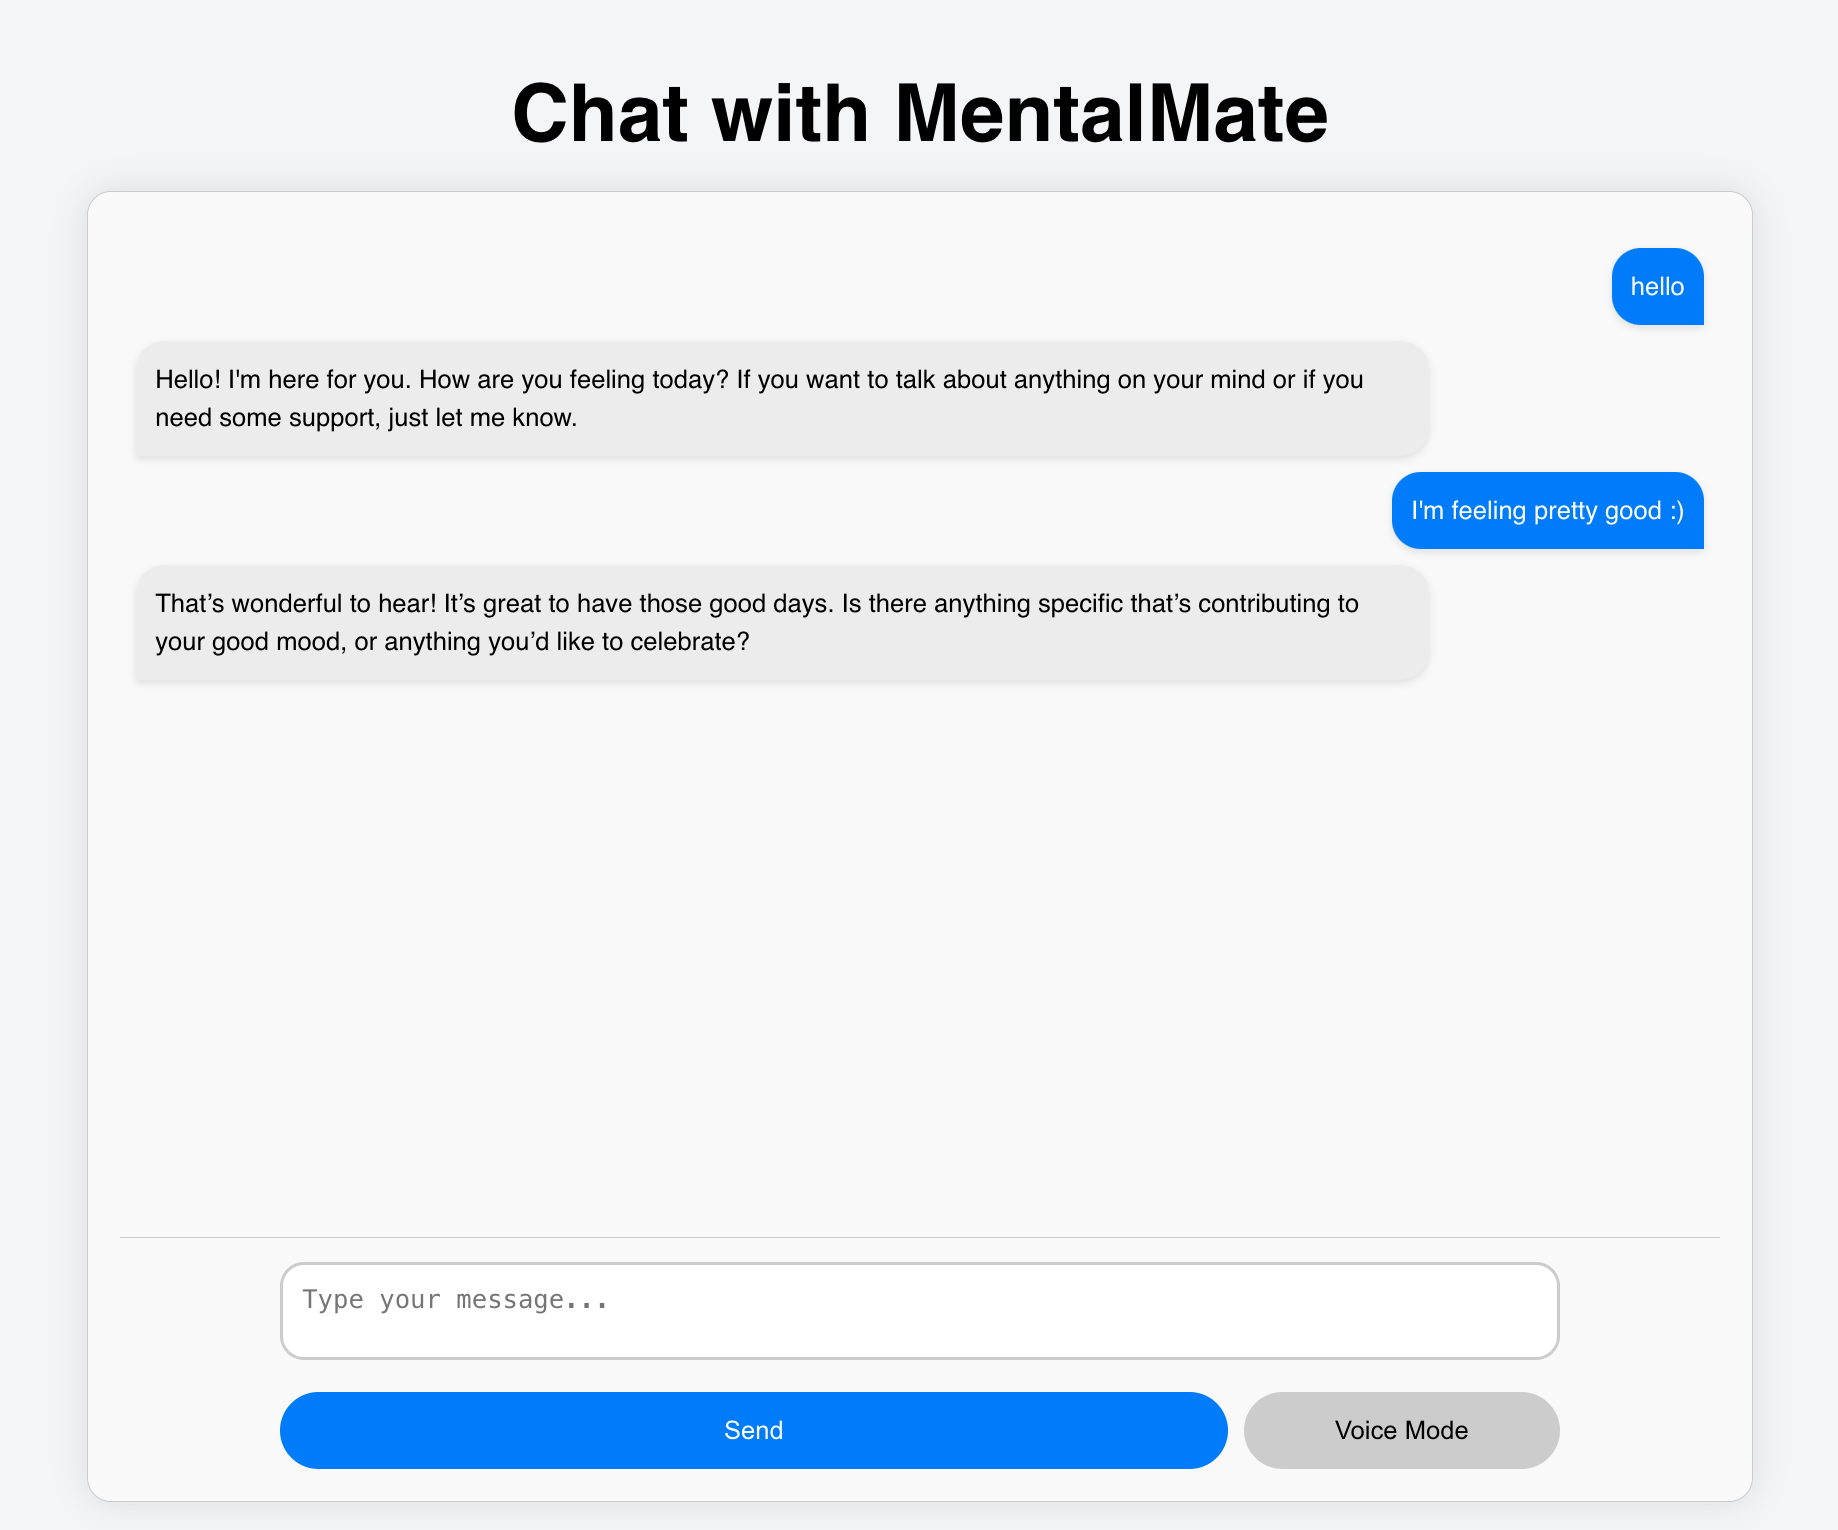 Chat with MentalMate
hello
Hello! I'm here for you. How are you feeling today? If you want to talk about anything on your mind or if you
need some support, just let me know.
I'm feeling pretty good :)
That’s wonderful to hear! It’s great to have those good days. Is there anything specific that’s contributing to
your good mood, or anything you’d like to celebrate?
Type your message...
Send
Voice Mode